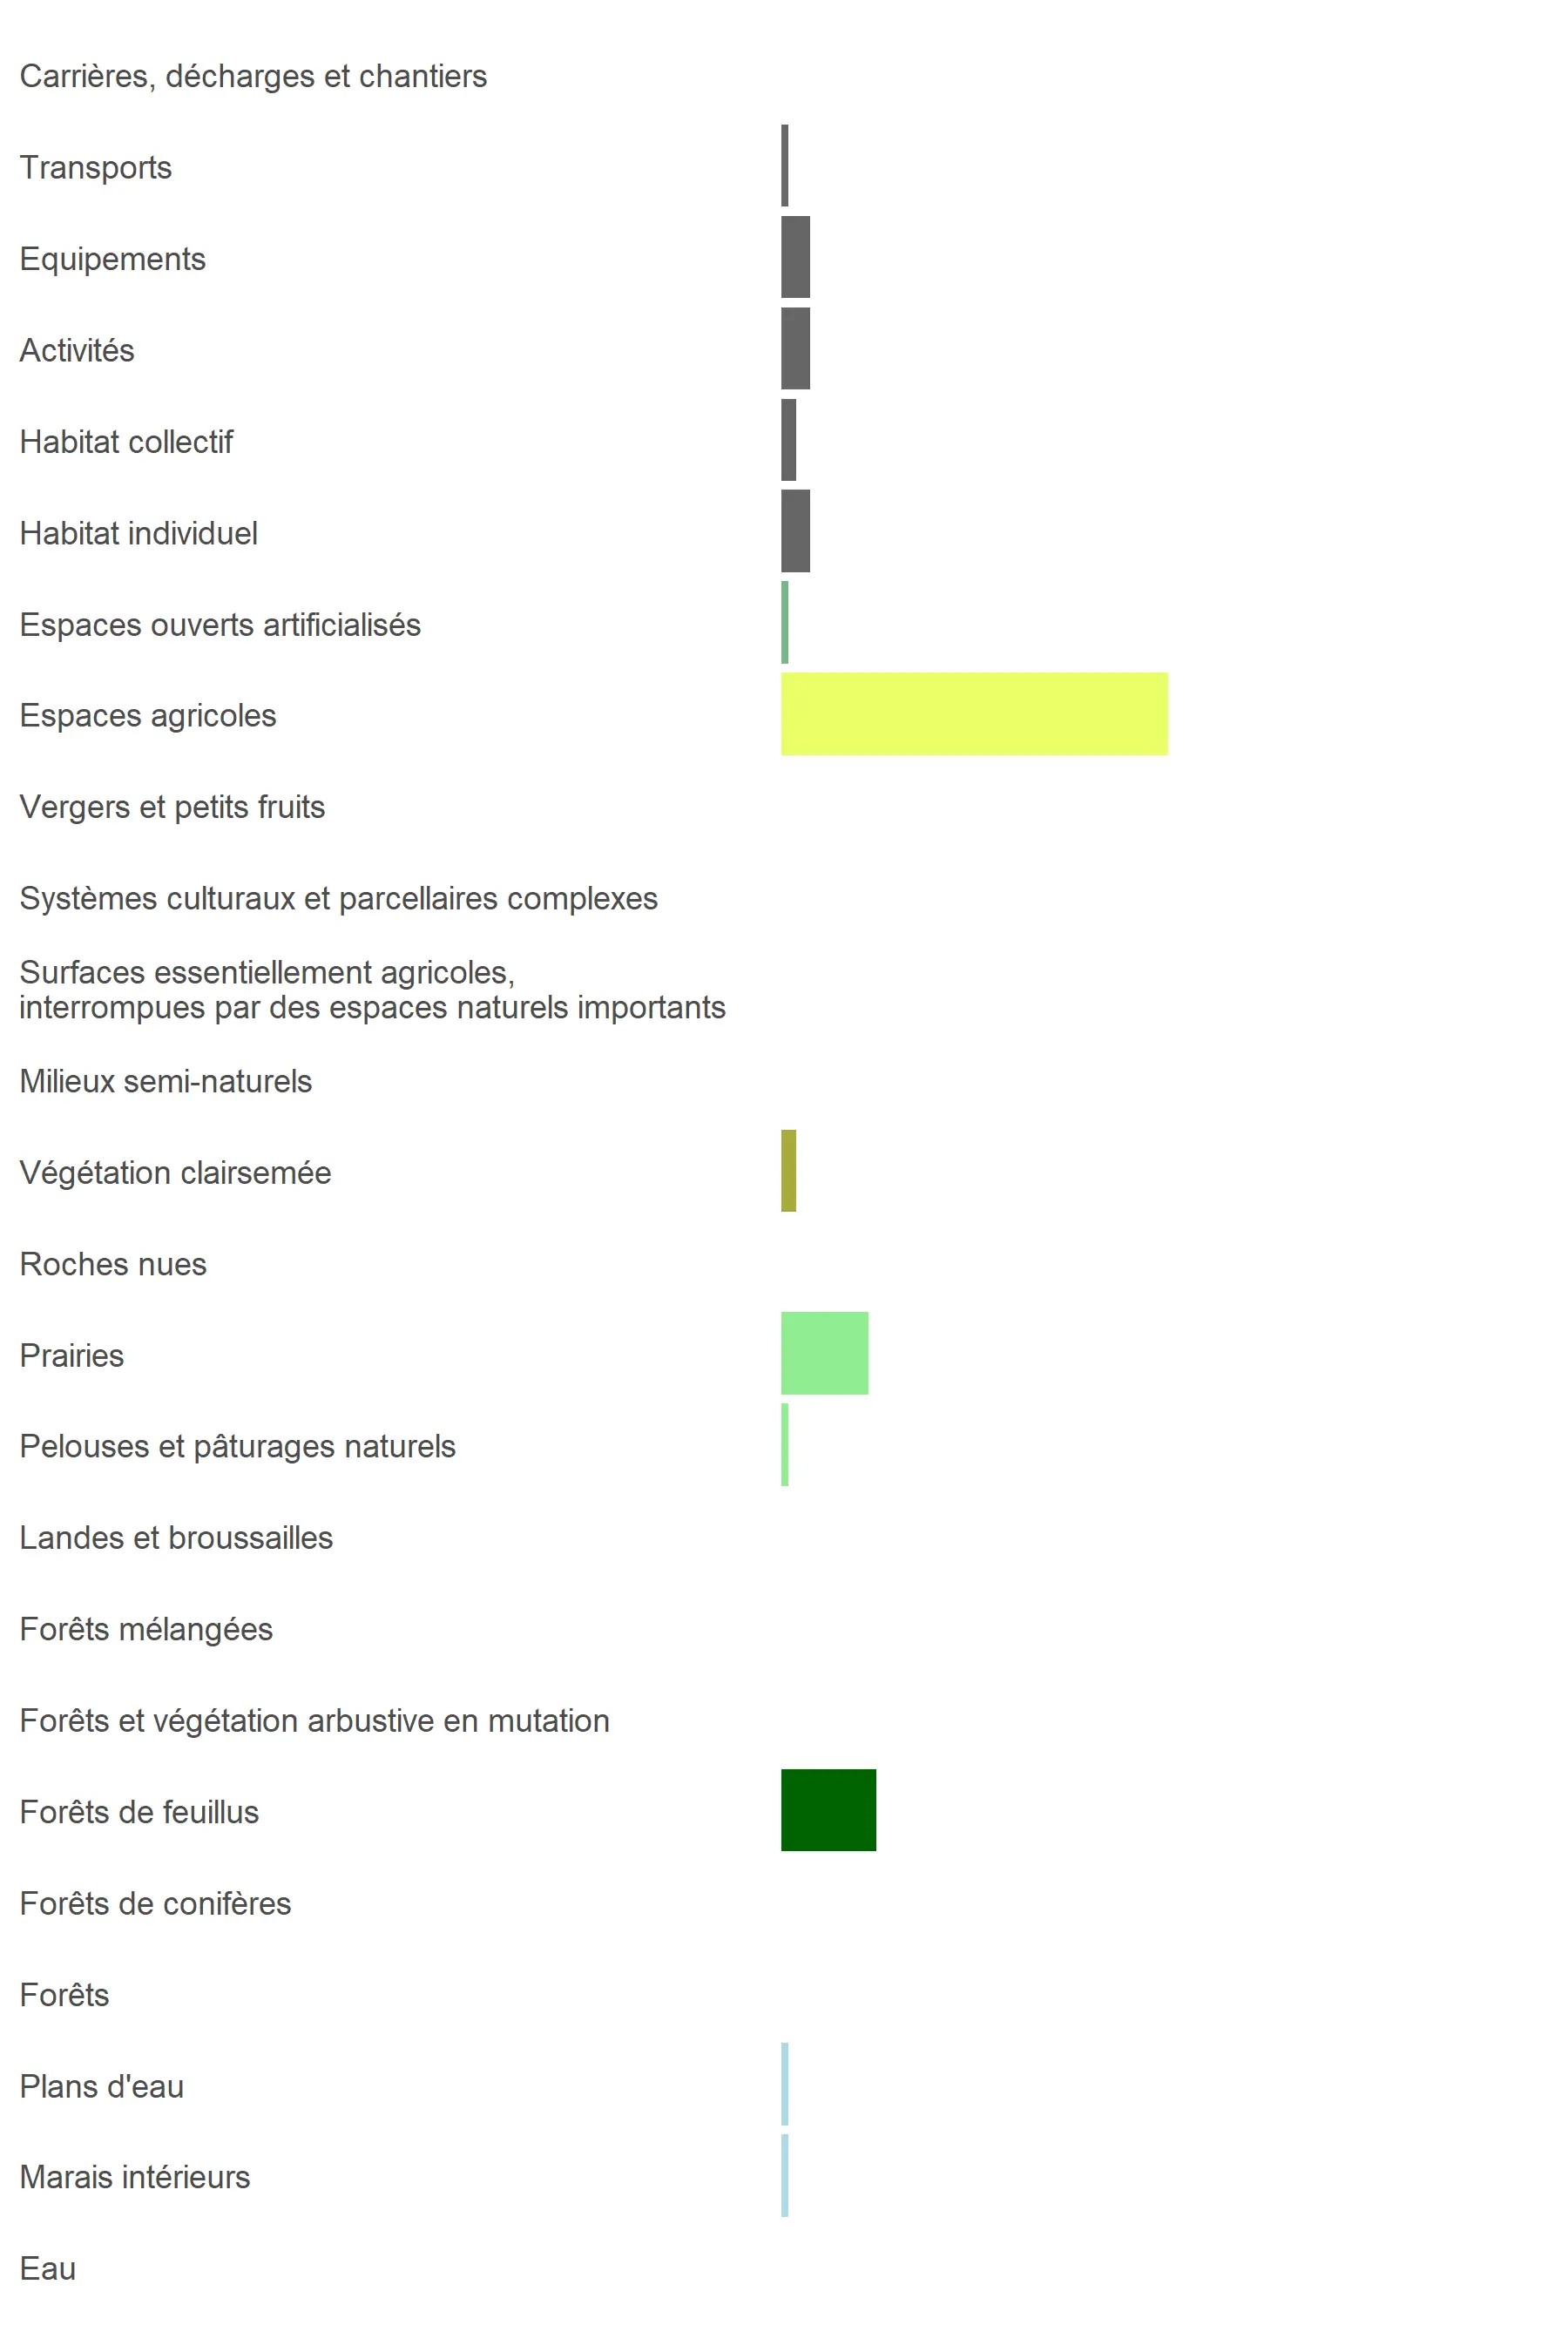 Carrières, décharges et chantiers
Transports
Equipements
Activités
Habitat collectif
Habitat individuel
Espaces ouverts artificialisés
Espaces agricoles
Vergers et petits fruits
Systèmes culturaux et parcellaires complexes
Surfaces essentiellement agricoles,
interrompues par des espaces naturels importants
Milieux semi-naturels
Végétation clairsemée
Roches nues
Prairies
Pelouses et pâturages naturels
Landes et broussailles
Forêts mélangées
Forêts et végétation arbustive en mutation
Forêts de feuillus
Forêts de conifères
Forêts
Plans d'eau
Marais intérieurs
Eau